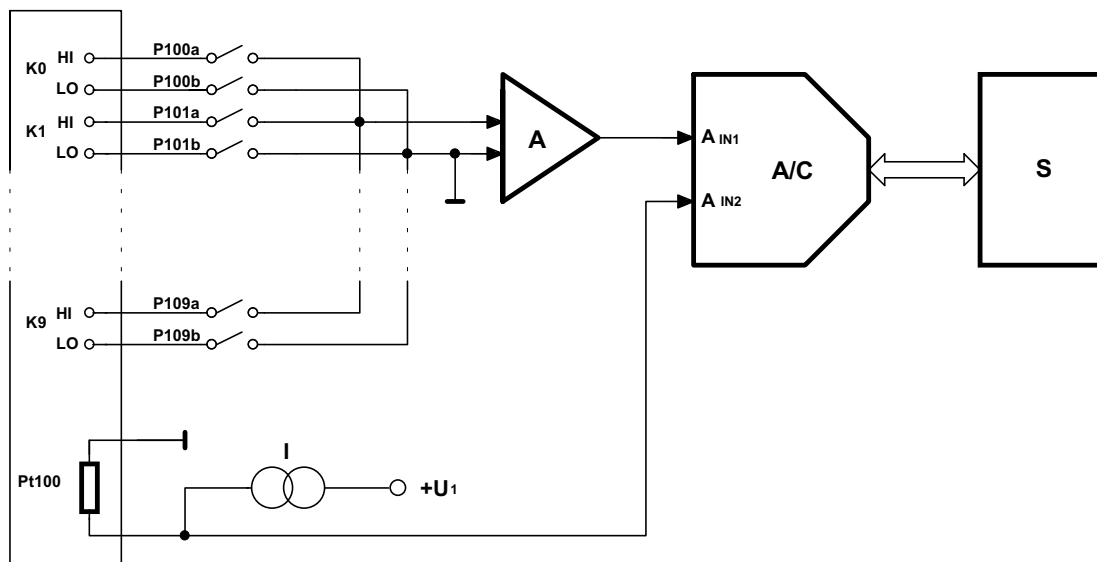 K0 HI P100a
LO P100b
K1 HI P101a
LO P101b
A
A IN1
A IN2
A/C
S
K9 HI P109a
LO P109b
Pt100
I
+U1